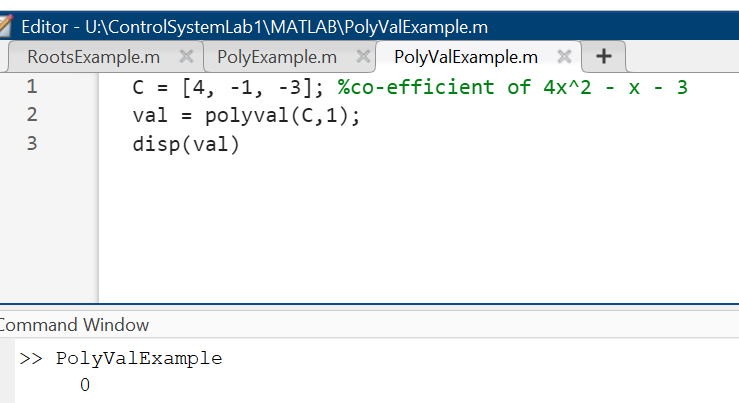 Editor - U:\ControlSystemLab1\MATLAB\PolyValExample.m
RootsExample.m PolyExample.m PolyValExample.m +
1 C = [4, -1, -3]; %co-efficient of 4x^2 - x - 3
2 val = polyval(C,1);
3 disp(val)
Command Window
>> PolyValExample
0